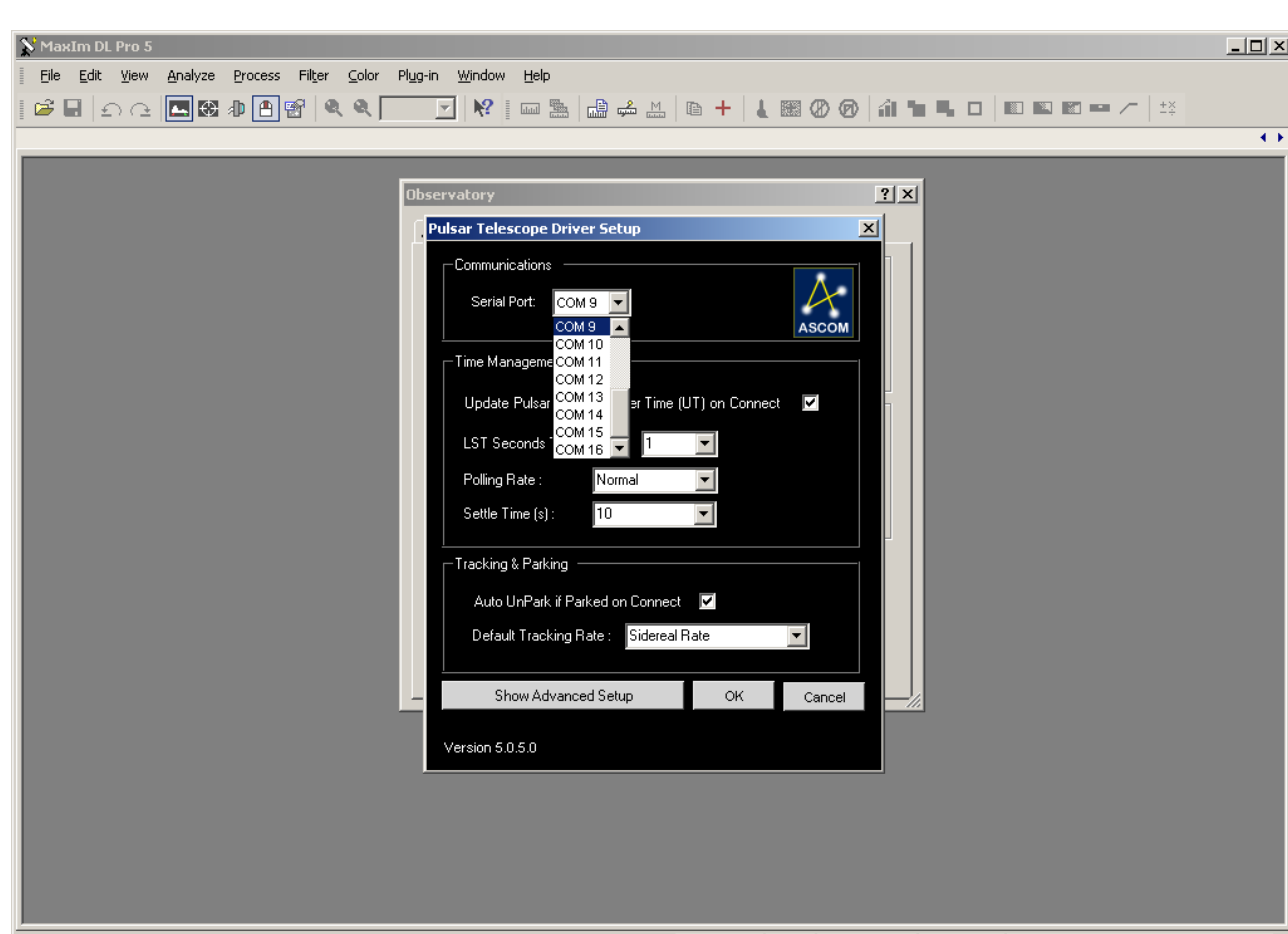 MaxIm DL Pro 5
File Edit View Analyze Process Filter Color Plug-in Window Help
Observatory
Pulsar Telescope Driver Setup
Communications
Serial Port: COM 9
ASCOM
COM 9
COM 10
COM 11
COM 12
COM 13
COM 14
COM 15
COM 16
Time Manageme
Update Pulsar er Time (UT) on Connect
LST Seconds 1
Polling Rate : Normal
Settle Time (s) : 10
Tracking & Parking
Auto UnPark if Parked on Connect
Default Tracking Rate : Sidereal Rate
Show Advanced Setup OK Cancel
Version 5.0.5.0